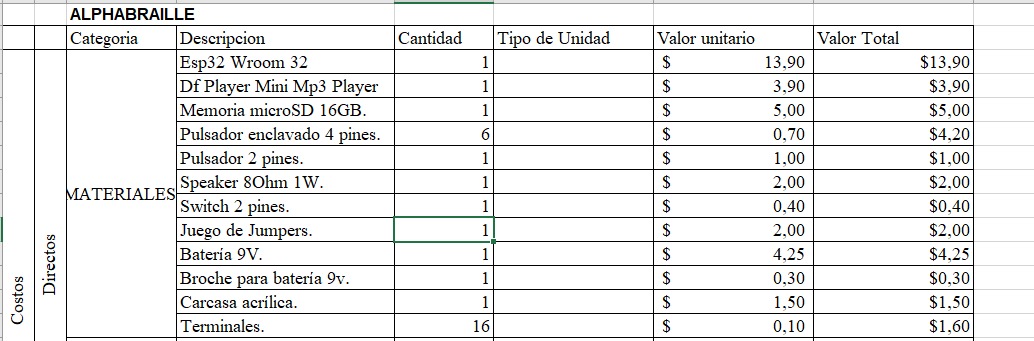 ALPHABRAILLE
Categoria Descripcion Cantidad Tipo de Unidad Valor unitario Valor Total
Costos
Directos
MATERIALES
Esp32 Wroom 32 1 $ 13,90 $13,90
Df Player Mini Mp3 Player 1 $ 3,90 $3,90
Memoria microSD 16GB. 1 $ 5,00 $5,00
Pulsador enclavado 4 pines. 6 $ 0,70 $4,20
Pulsador 2 pines. 1 $ 1,00 $1,00
Speaker 8Ohm 1W. 1 $ 2,00 $2,00
Switch 2 pines. 1 $ 0,40 $0,40
Juego de Jumpers. 1 $ 2,00 $2,00
Batería 9V. 1 $ 4,25 $4,25
Broche para batería 9v. 1 $ 0,30 $0,30
Carcasa acrílica. 1 $ 1,50 $1,50
Terminales. 16 $ 0,10 $1,60